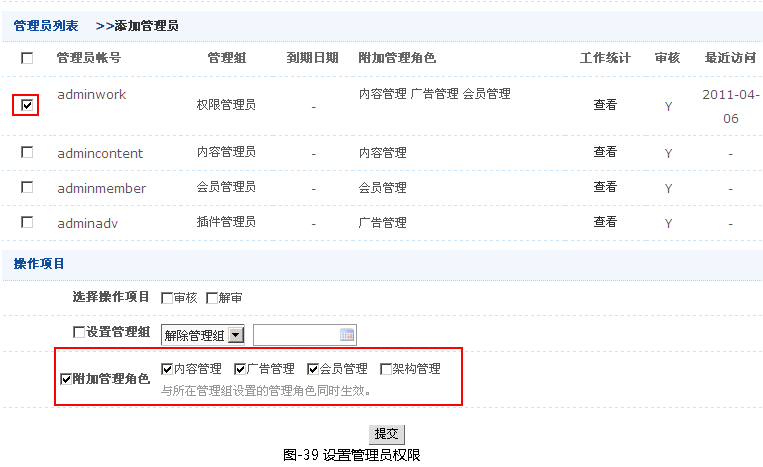 管理员列表 >>添加管理员
管理员帐号 管理组 到期日期 附加管理角色 工作统计 审核 最近访问
adminwork 权限管理员 - 内容管理 广告管理 会员管理 查看 Y 2011-04-06
admincontent 内容管理员 - 内容管理 查看 Y -
adminmember 会员管理员 - 会员管理 查看 Y -
adminadv 插件管理员 - 广告管理 查看 Y -
操作项目
选择操作项目 审核 解审
设置管理组 解除管理组
附加管理角色 内容管理 广告管理 会员管理 架构管理
与所在管理组设置的管理角色同时生效。
提交
图-39 设置管理员权限